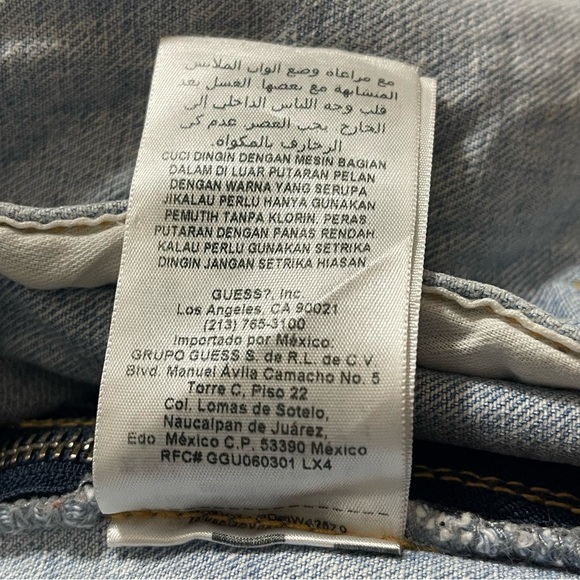 مع مراعاه وضع الوان الملابس
المتشابهة مع بعضها الغسل بعد
قلب وجه اللباس الداخلي إلى
الخارج. يجب العصر عدم كي
الزخارف بالمكواة.
CUCI DINGIN DENGAN MESIN BAGIAN
DALAM DI LUAR PUTARAN PELAN
DENGAN WARNA YANG SERUPA
JIKALAU PERLU HANYA GUNAKAN
PEMUTIH TANPA KLORIN. PERAS
PUTARAN DENGAN PANAS RENDAH.
KALAU PERLU GUNAKAN SETRIKA
DINGIN JANGAN SETRIKA HIASAN
GUESS?, Inc
Los Angeles, CA 90021
(213) 765-3100
Importado por México:
GRUPO GUESS S. de R.L. de C.V
Blvd. Manuel Ávila Camacho No. 5
Torre C, Piso 22
Col. Lomas de Sotelo,
Naucalpan de Juárez,
Edo. México C.P. 53390 México
RFC# GGU060301 LX4